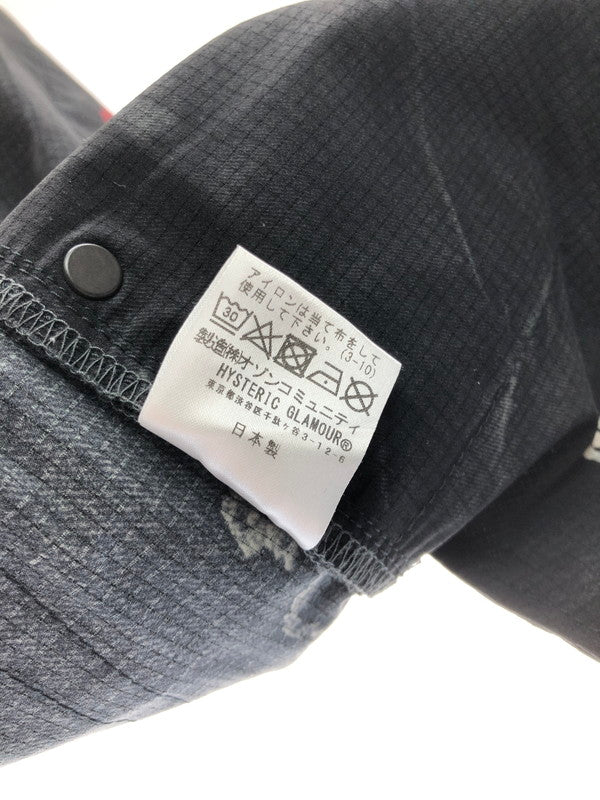 アイロンは当て布をして
使用して下さい。(3-10)
30
製造㈱オゾンコミュニティ
HYSTERIC GLAMOUR®
東京都渋谷区千駄ヶ谷3-12-6
日本製